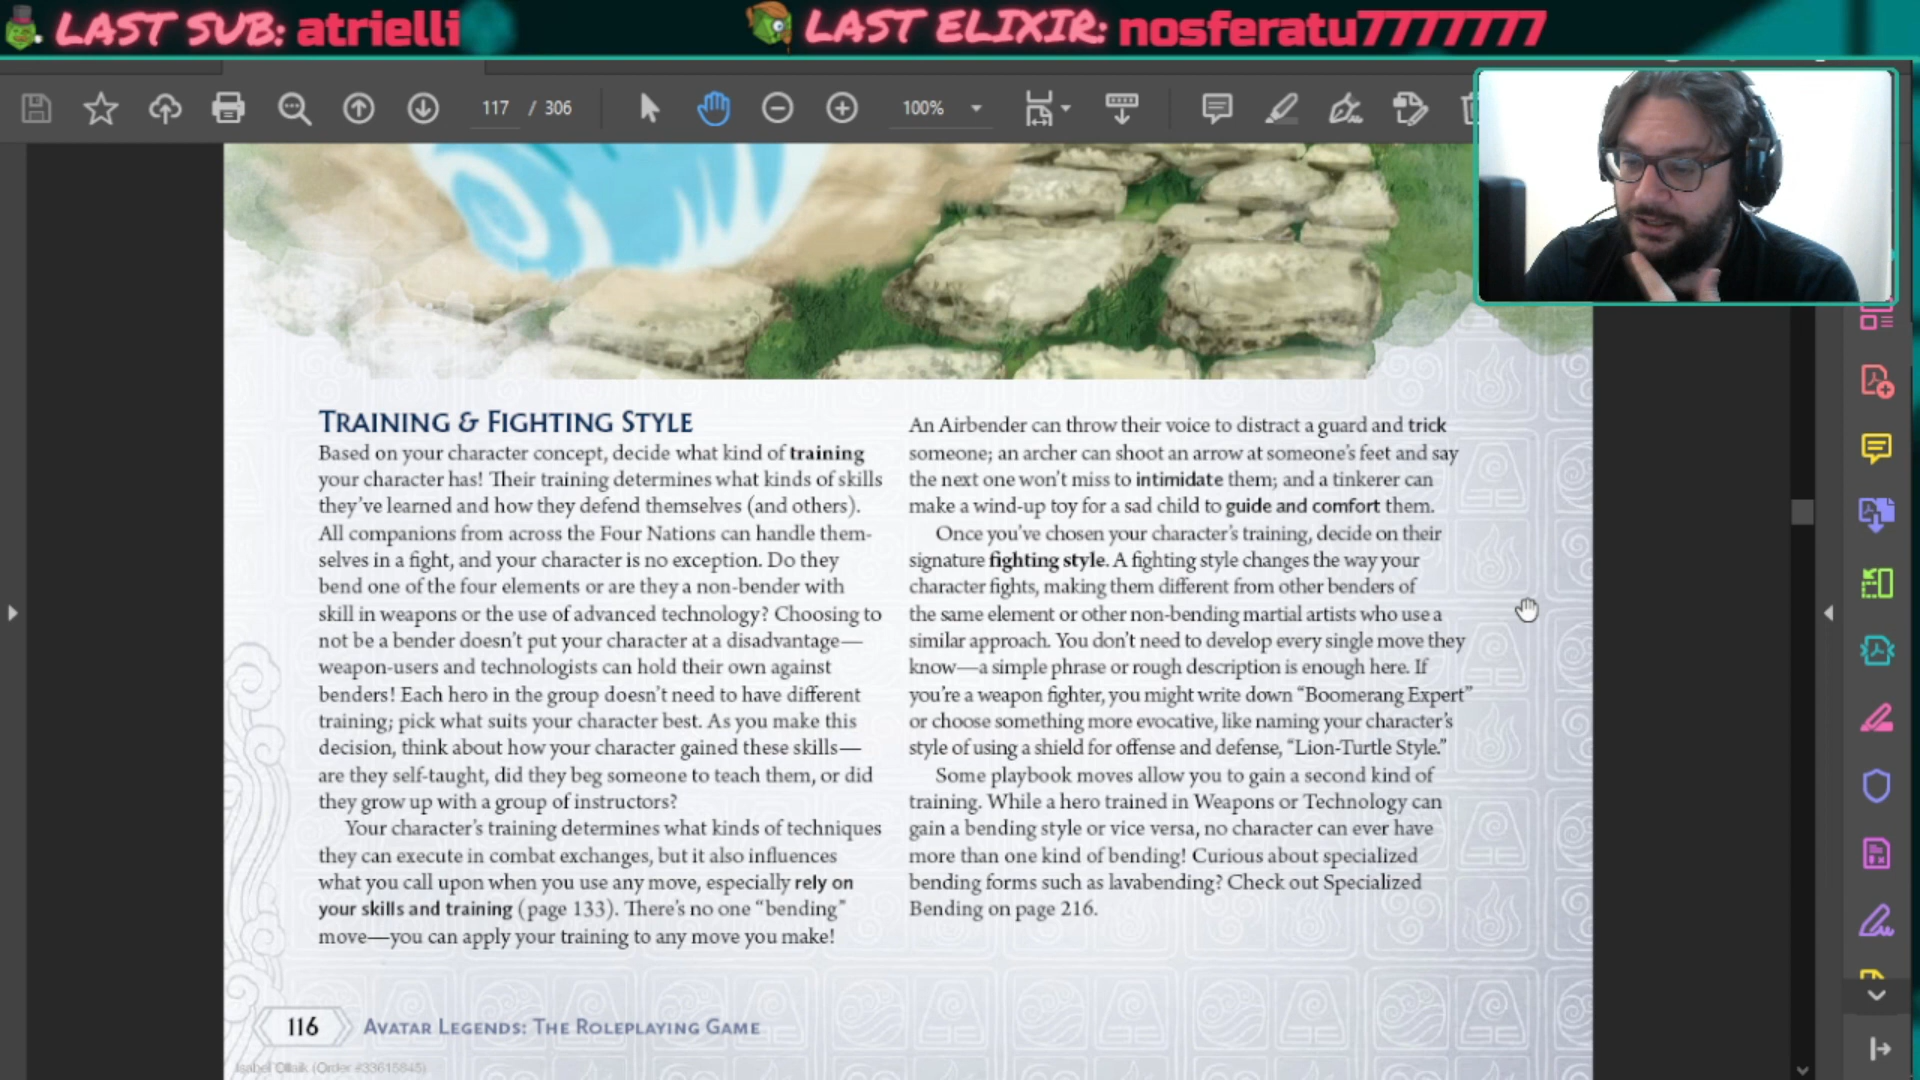 LAST SUB: atrielli
LAST ELIXIR: nosferatu7777777
117 / 306
100%
TRAINING & FIGHTING STYLE
Based on your character concept, decide what kind of training
your character has! Their training determines what kinds of skills
they've learned and how they defend themselves (and others).
All companions from across the Four Nations can handle them-
selves in a fight, and your character is no exception. Do they
bend one of the four elements or are they a non-bender with
skill in weapons or the use of advanced technology? Choosing to
not be a bender doesn't put your character at a disadvantage—
weapon-users and technologists can hold their own against
benders! Each hero in the group doesn't need to have different
training; pick what suits your character best. As you make this
decision, think about how your character gained these skills—
are they self-taught, did they beg someone to teach them, or did
they grow up with a group of instructors?
Your character's training determines what kinds of techniques
they can execute in combat exchanges, but it also influences
what you call upon when you use any move, especially rely on
your skills and training (page 133). There's no one “bending”
move—you can apply your training to any move you make!
An Airbender can throw their voice to distract a guard and trick
someone; an archer can shoot an arrow at someone's feet and say
the next one won't miss to intimidate them; and a tinkerer can
make a wind-up toy for a sad child to guide and comfort them.
Once you've chosen your character's training, decide on their
signature fighting style. A fighting style changes the way your
character fights, making them different from other benders of
the same element or other non-bending martial artists who use a
similar approach. You don't need to develop every single move they
know—a simple phrase or rough description is enough here. If
you're a weapon fighter, you might write down “Boomerang Expert”
or choose something more evocative, like naming your character's
style of using a shield for offense and defense, “Lion-Turtle Style.”
Some playbook moves allow you to gain a second kind of
training. While a hero trained in Weapons or Technology can
gain a bending style or vice versa, no character can ever have
more than one kind of bending! Curious about specialized
bending forms such as lavabending? Check out Specialized
Bending on page 216.
116 AVATAR LEGENDS: THE ROLEPLAYING GAME
(Order #33615845)